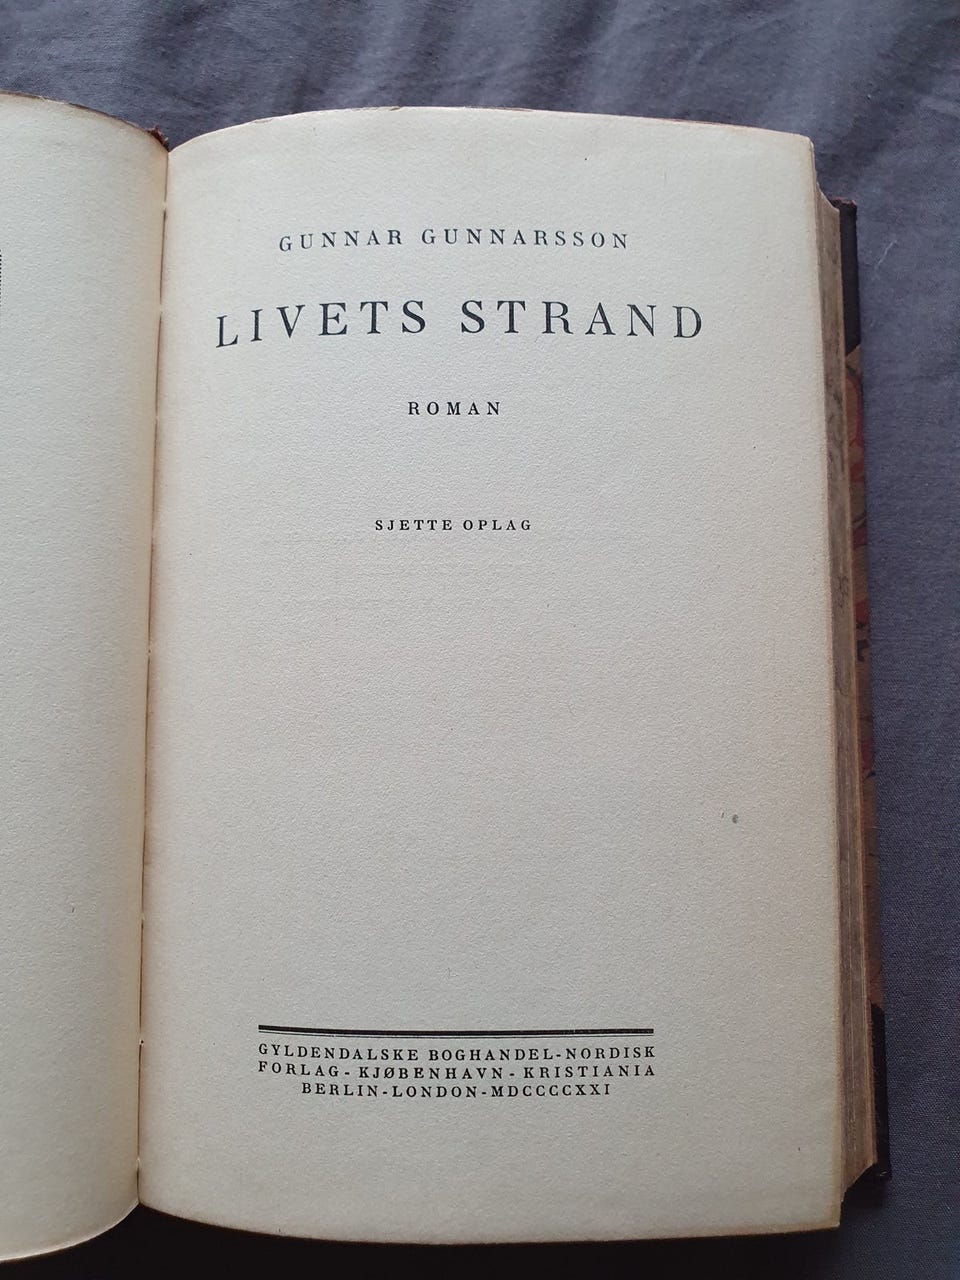 GUNNAR GUNNARSSON
LIVETS STRAND
ROMAN
SJETTE OPLAG
GYLDENDALSKE BOGHANDEL-NORDISK
FORLAG - KJØBENHAVN - KRISTIANIA
BERLIN - LONDON - MDCCCCXXI